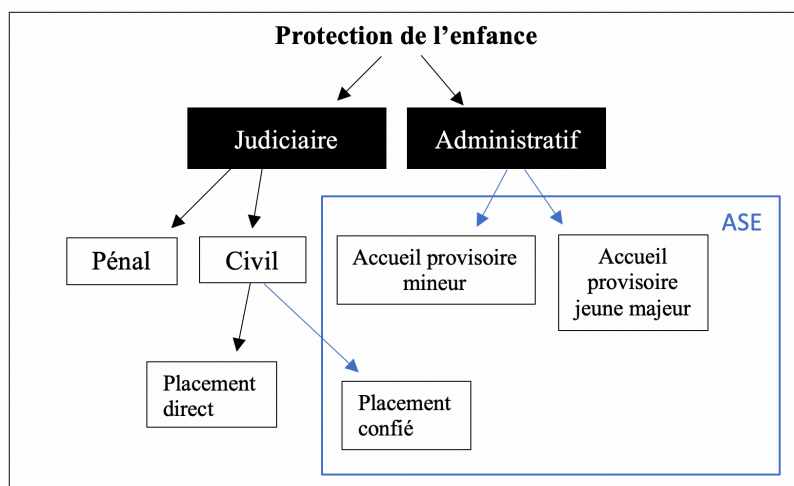 Protection de l’enfance
Judiciaire
Administratif
ASE
Pénal
Civil
Accueil provisoire
mineur
Accueil
provisoire
jeune majeur
Placement
direct
Placement
confié